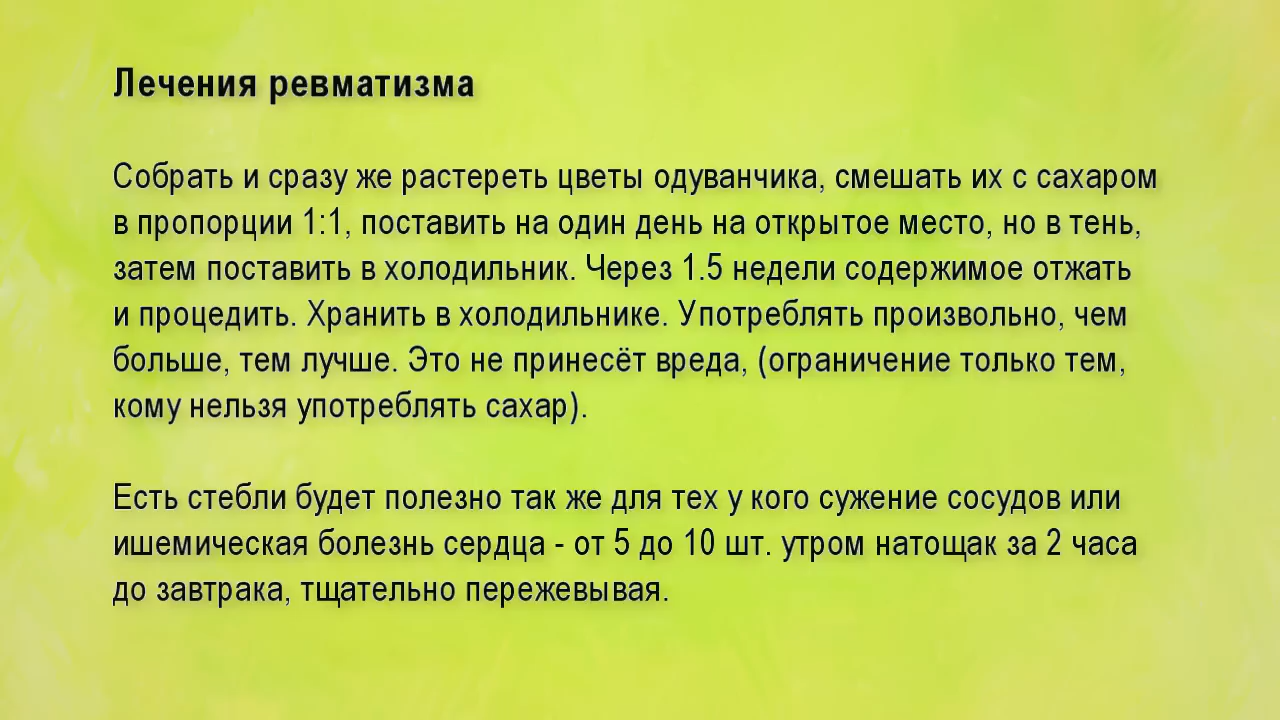 Лечения ревматизма
Собрать и сразу же растереть цветы одуванчика, смешать их с сахаром
в пропорции 1:1, поставить на один день на открытое место, но в тень,
затем поставить в холодильник. Через 1.5 недели содержимое отжать
и процедить. Хранить в холодильнике. Употреблять произвольно, чем
больше, тем лучше. Это не принесёт вреда, (ограничение только тем,
кому нельзя употреблять сахар).
Есть стебли будет полезно так же для тех у кого сужение сосудов или
ишемическая болезнь сердца - от 5 до 10 шт. утром натощак за 2 часа
до завтрака, тщательно пережевывая.